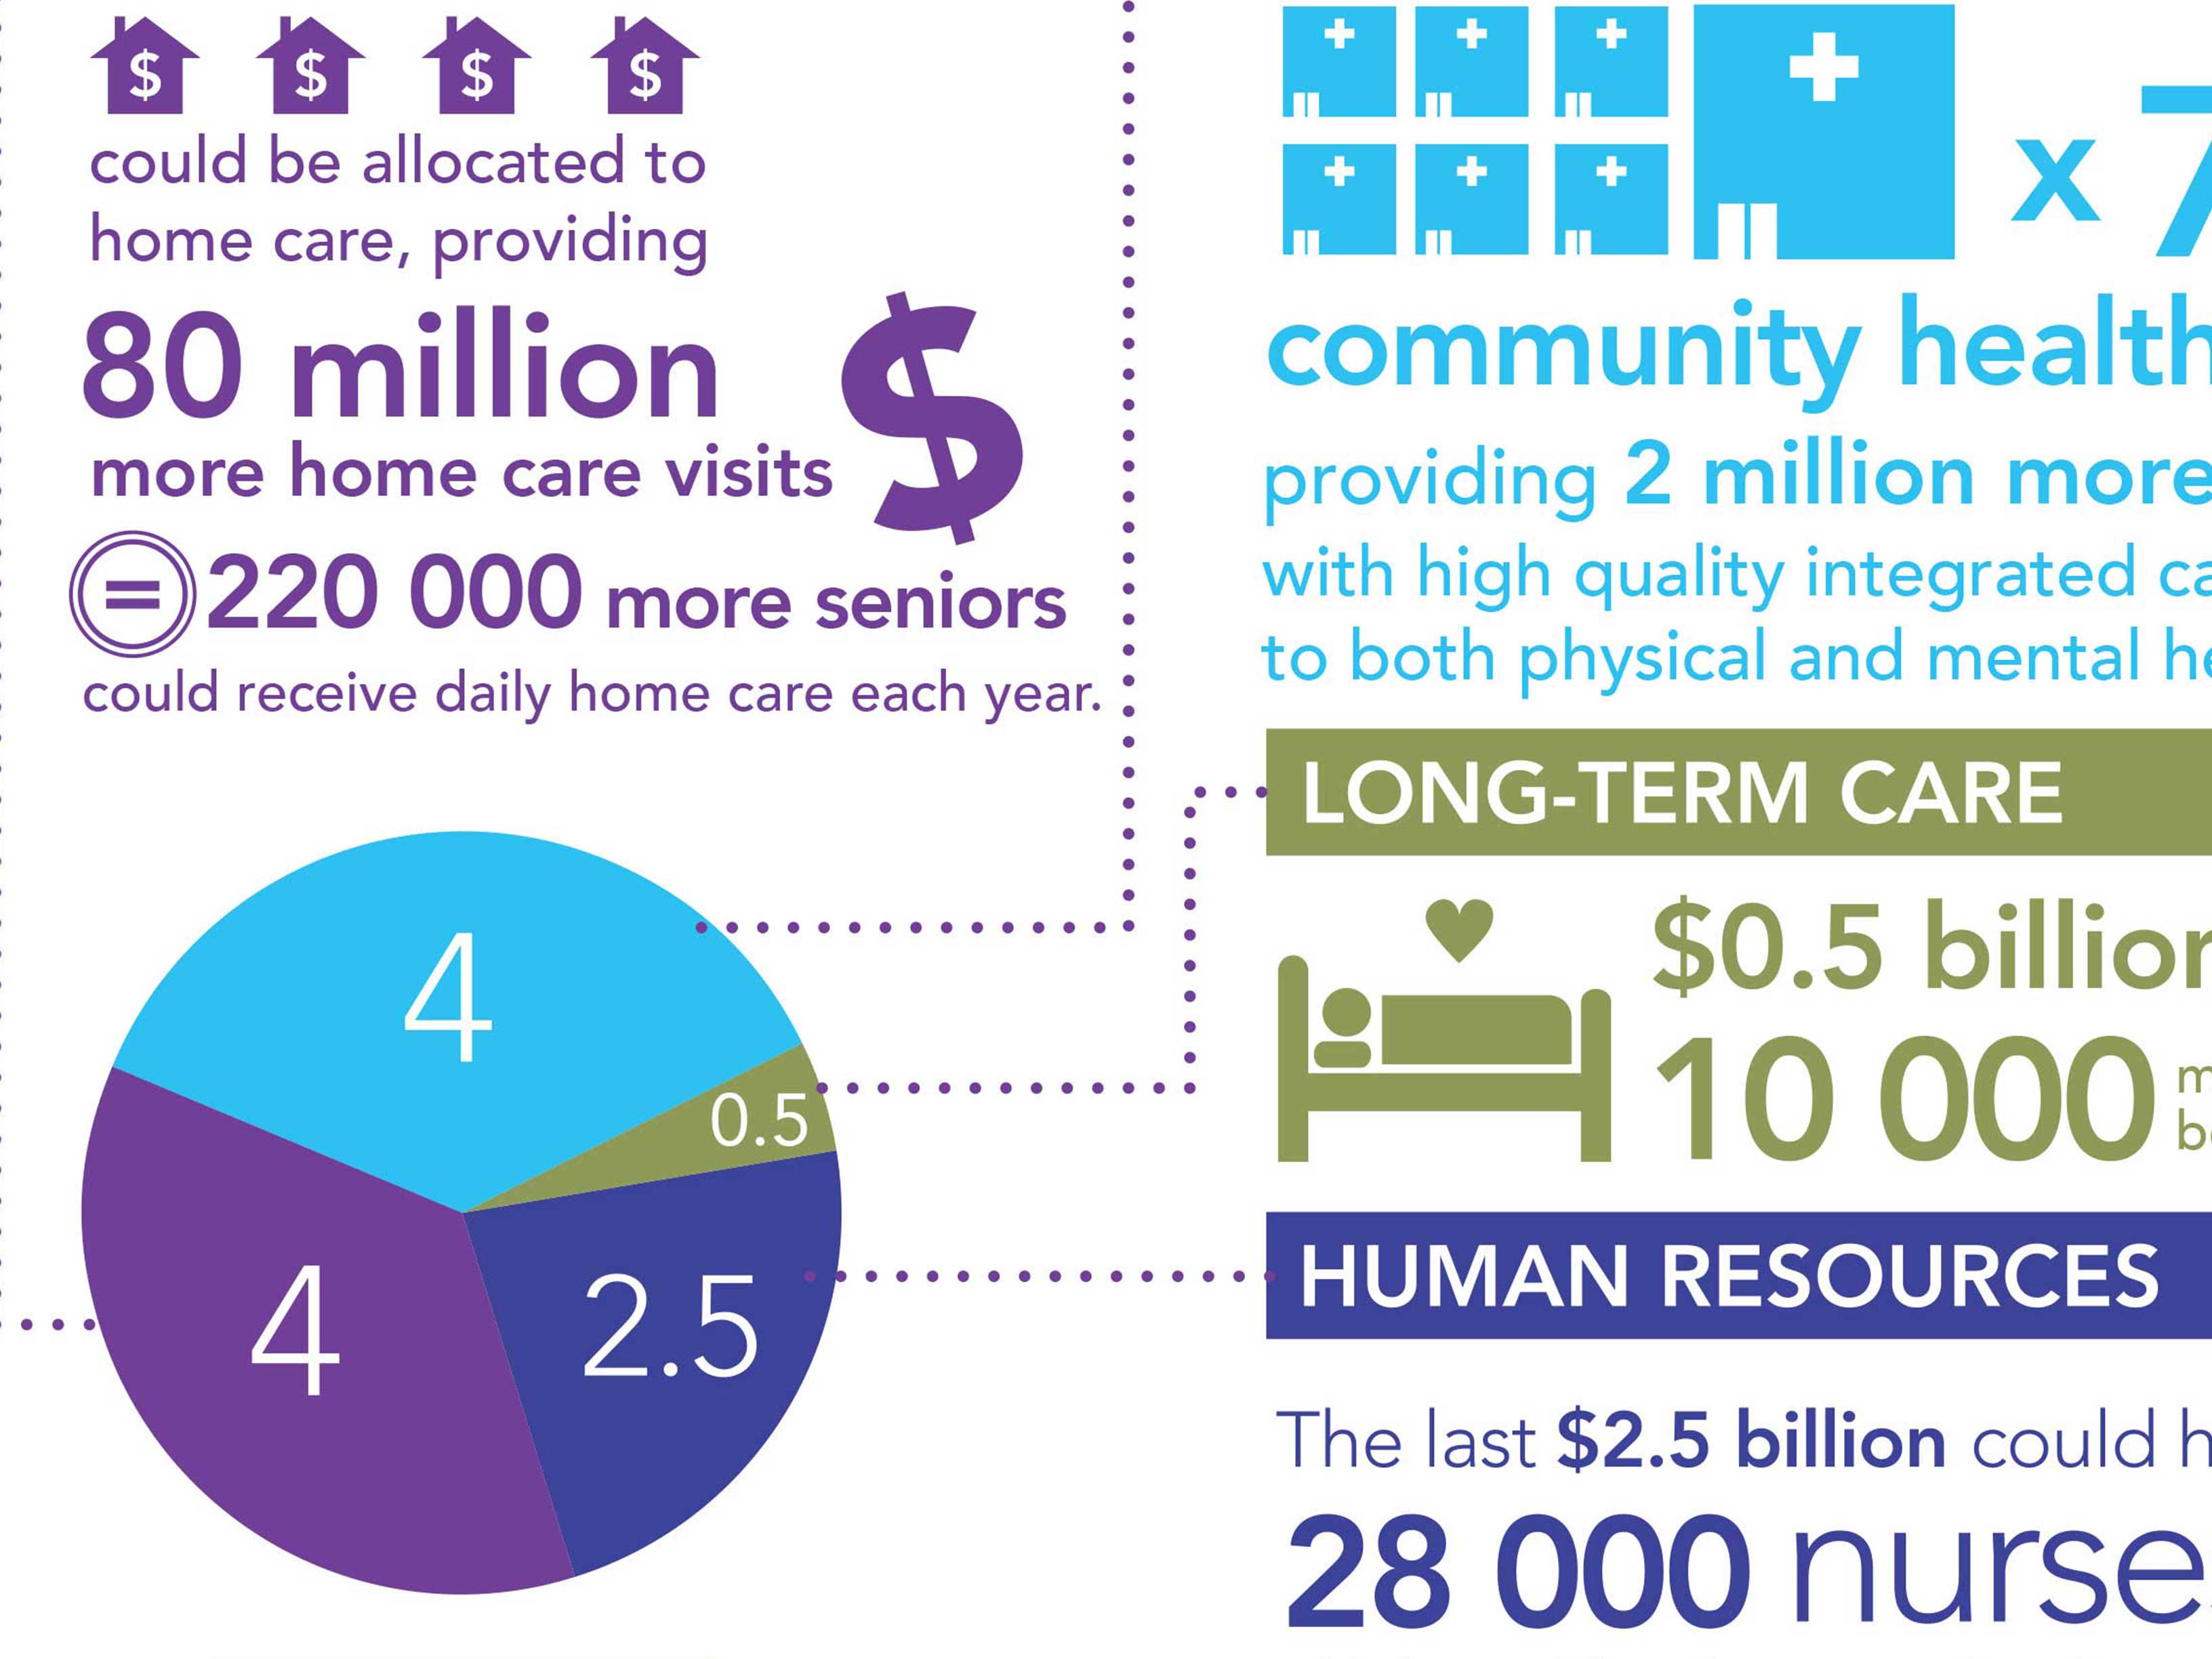 $ $ $ $
could be allocated to
home care, providing
80 million
more home care visits
$
= 220 000 more seniors
could receive daily home care each year.
4
0.5
4
2.5
x 7
community health
providing 2 million more
with high quality integrated
to both physical and mental
LONG-TERM CARE
$0.5 billion
10 000
HUMAN RESOURCES
The last $2.5 billion could
28 000 nurses